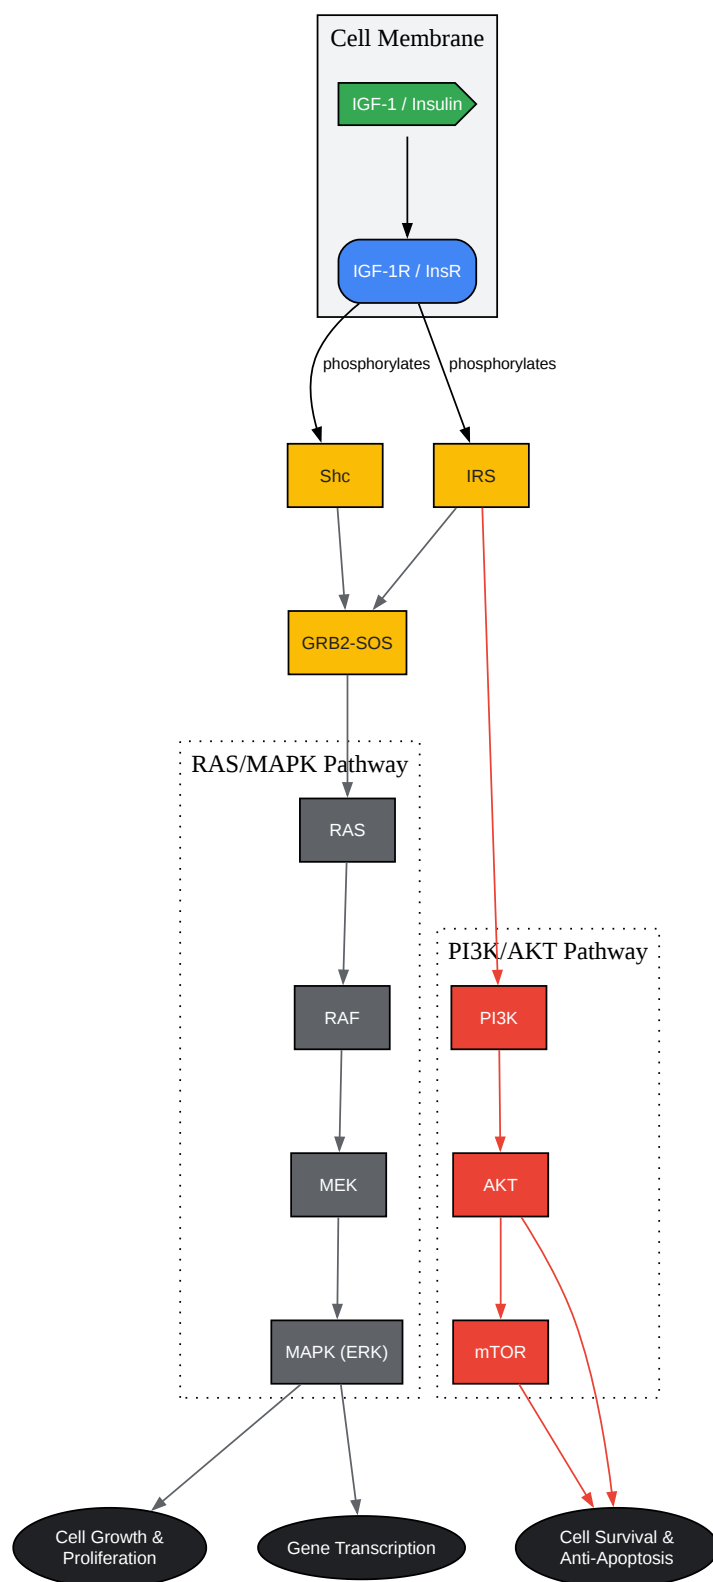 Cell Membrane
IGF-1 / Insulin
IGF-1R / InsR
phosphorylates
phosphorylates
Shc
IRS
GRB2-SOS
RAS/MAPK Pathway
RAS
PI3K/AKT Pathway
RAF
PI3K
MEK
AKT
MAPK (ERK)
mTOR
Cell Growth &
Proliferation
Gene Transcription
Cell Survival &
Anti-Apoptosis